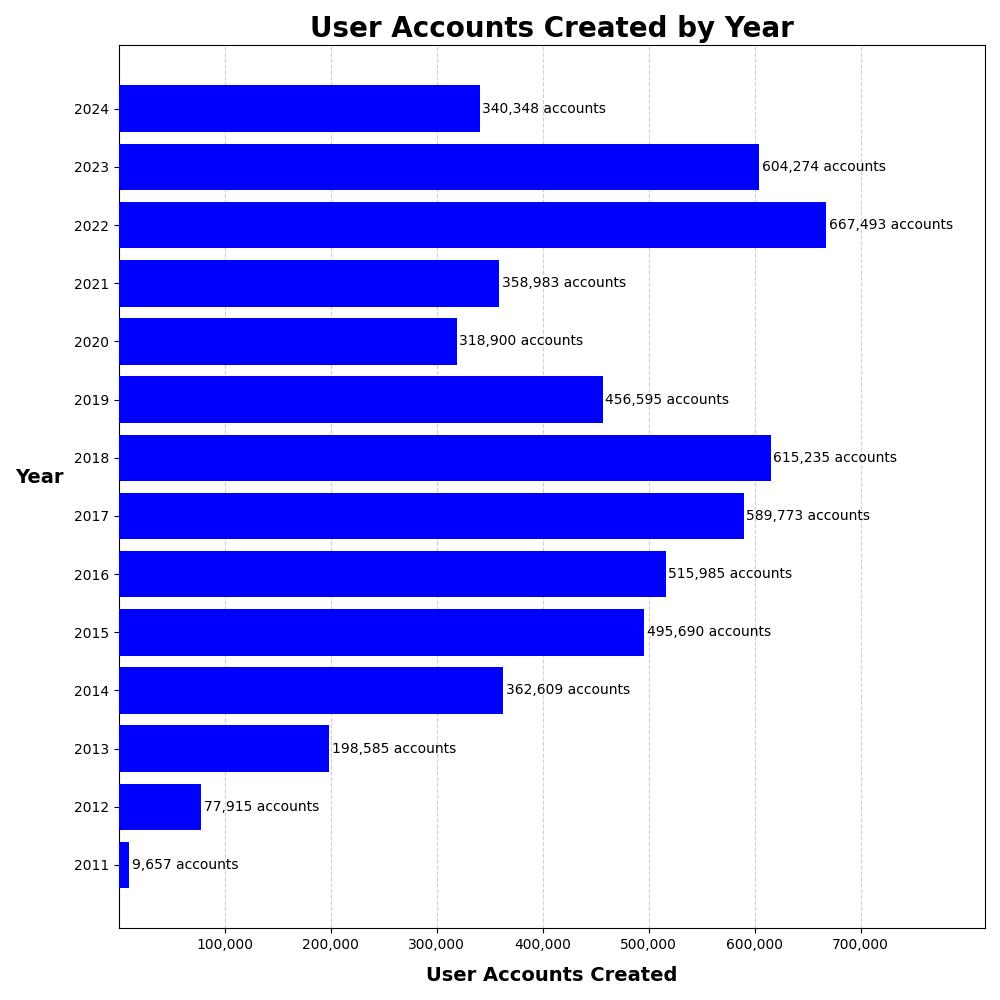 User Accounts Created by Year
2024
340,348 accounts
2023
604,274 accounts
2022
667,493 accounts
2021
358,983 accounts
2020
318,900 accounts
2019
456,595 accounts
2018
615,235 accounts
Year
2017
589,773 accounts
2016
515,985 accounts
2015
495,690 accounts
2014
362,609 accounts
2013
198,585 accounts
2012
77,915 accounts
2011
9,657 accounts
100,000 200,000 300,000 400,000 500,000 600,000 700,000
User Accounts Created